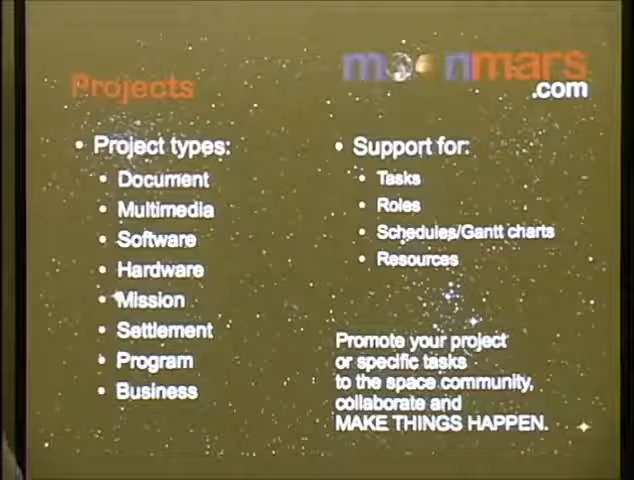 moonmars
.com
Projects
• Project types:
• Document
• Multimedia
• Software
• Hardware
• Mission
• Settlement
• Program
• Business
• Support for:
• Tasks
• Roles
• Schedules/Gantt charts
• Resources
Promote your project
or specific tasks
to the space community,
collaborate and
MAKE THINGS HAPPEN.